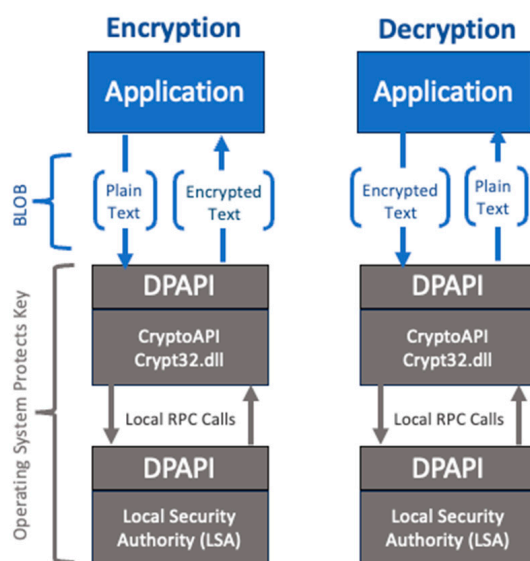 Encryption
Application
BLOB
Plain
Text
Encrypted
Text
Operating System Protects Key
DPAPI
CryptoAPI
Crypt32.dll
Local RPC Calls
DPAPI
Local Security
Authority (LSA)
Decryption
Application
Encrypted
Text
Plain
Text
DPAPI
CryptoAPI
Crypt32.dll
Local RPC Calls
DPAPI
Local Security
Authority (LSA)